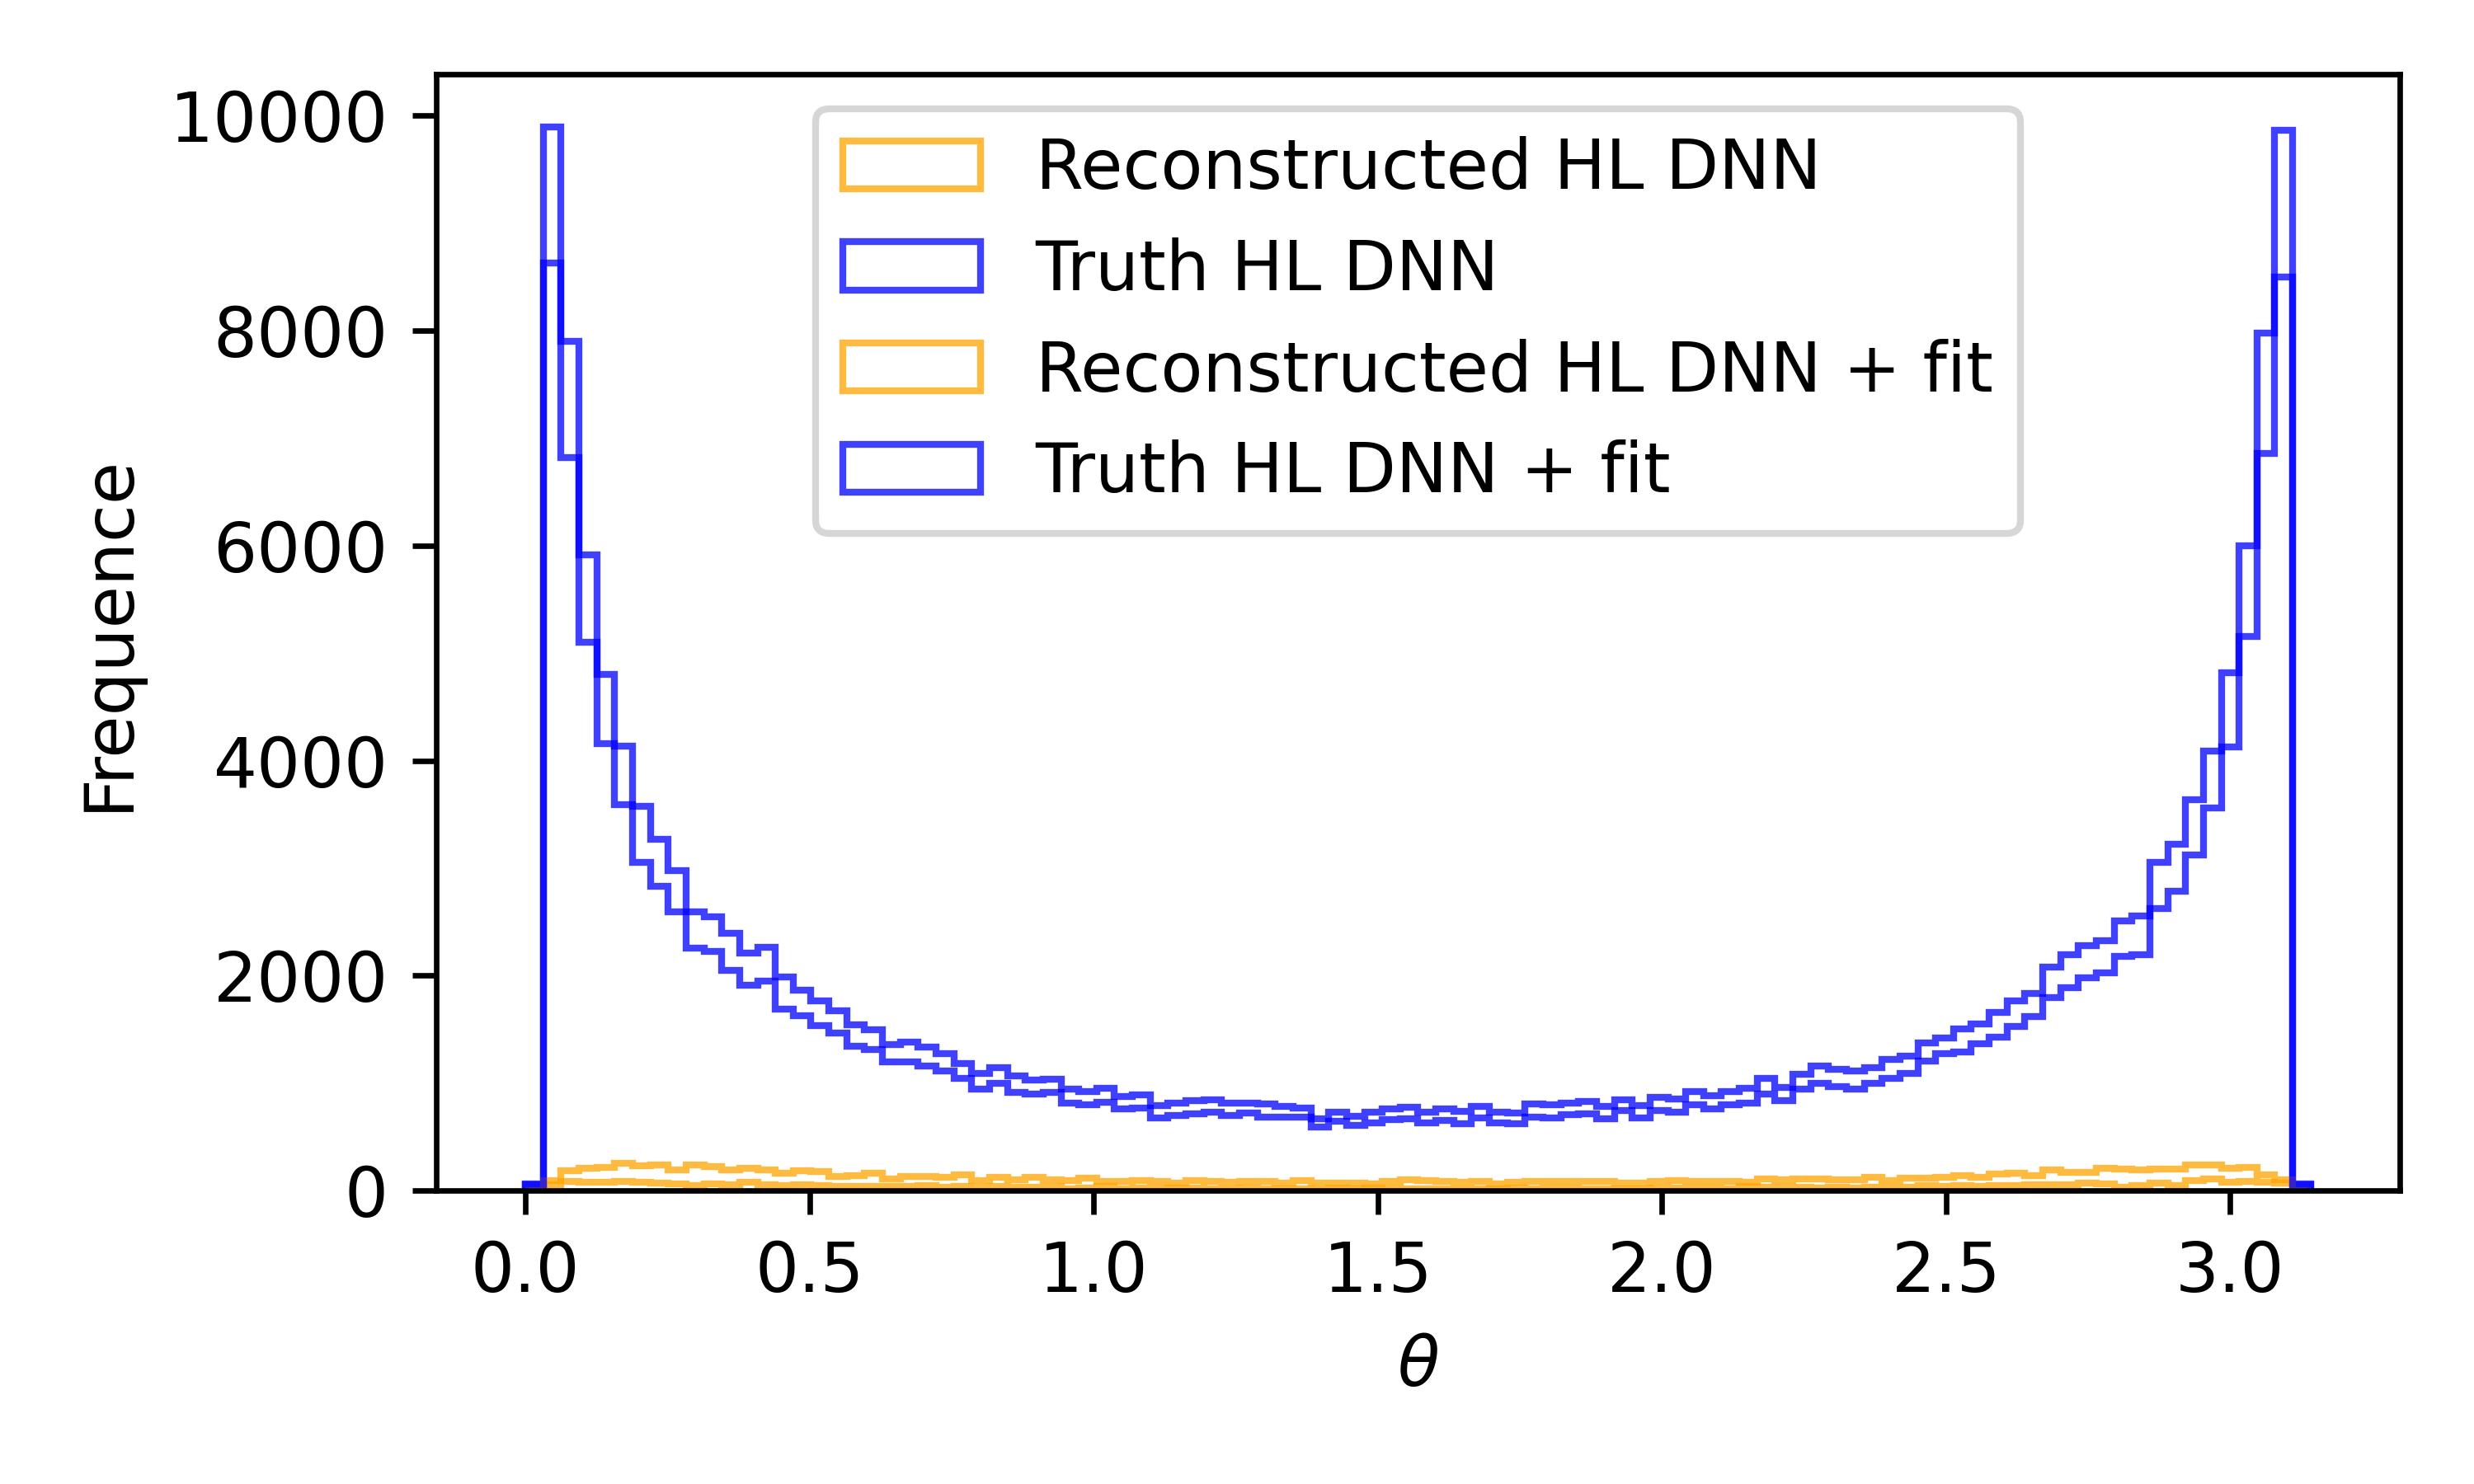 10000
8000
6000
4000
2000
0
Frequence
Reconstructed HL DNN
Truth HL DNN
Reconstructed HL DNN + fit
Truth HL DNN + fit
0.0 0.5 1.0 1.5 2.0 2.5 3.0
θ